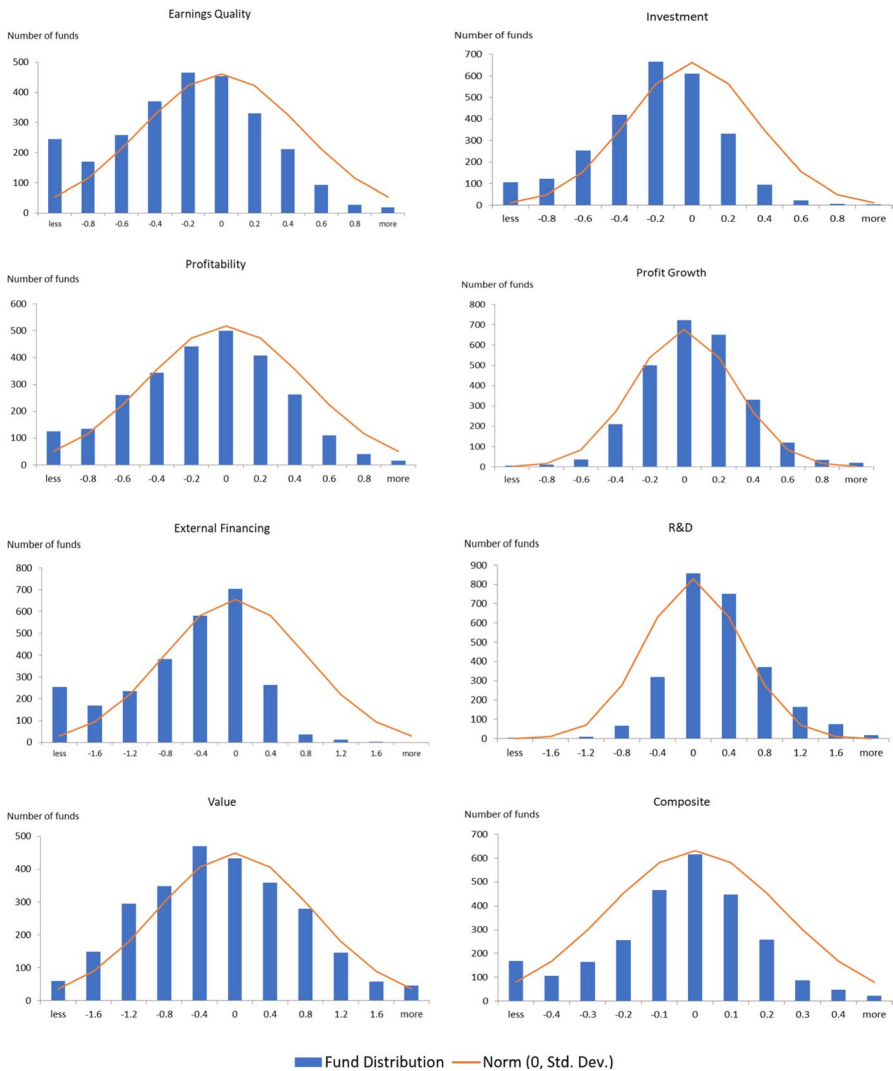 Earnings Quality
Number of funds
500
400
300
200
100
0
less -0.8 -0.6 -0.4 -0.2 0 0.2 0.4 0.6 0.8 more
Investment
Number of funds
700
600
500
400
300
200
100
0
less -0.8 -0.6 -0.4 -0.2 0 0.2 0.4 0.6 0.8 more
Profitability
Number of funds
600
500
400
300
200
100
0
less -0.8 -0.6 -0.4 -0.2 0 0.2 0.4 0.6 0.8 more
Profit Growth
Number of funds
800
700
600
500
400
300
200
100
0
less -0.8 -0.6 -0.4 -0.2 0 0.2 0.4 0.6 0.8 more
External Financing
Number of funds
800
700
600
500
400
300
200
100
0
less -1.6 -1.2 -0.8 -0.4 0 0.4 0.8 1.2 1.6 more
R&D
Number of funds
900
800
700
600
500
400
300
200
100
0
less -1.6 -1.2 -0.8 -0.4 0 0.4 0.8 1.2 1.6 more
Value
Number of funds
500
400
300
200
100
0
less -1.6 -1.2 -0.8 -0.4 0 0.4 0.8 1.2 1.6 more
Composite
Number of funds
700
600
500
400
300
200
100
0
less -0.4 -0.3 -0.2 -0.1 0 0.1 0.2 0.3 0.4 more
Fund Distribution Norm (0, Std. Dev.)